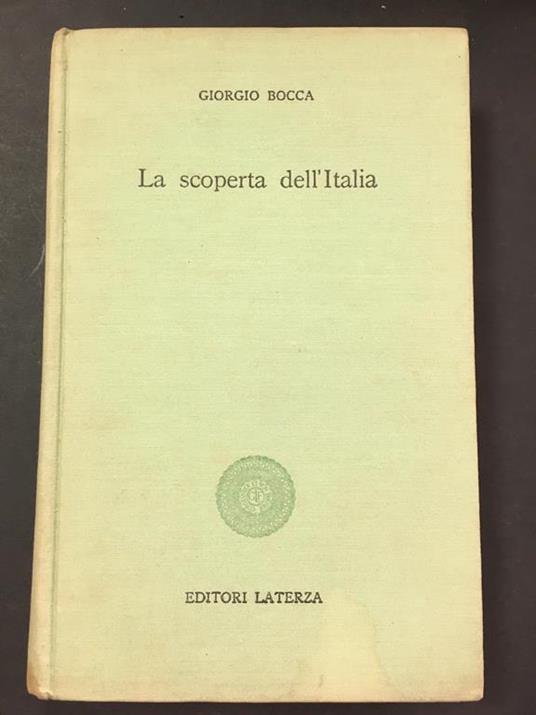 GIORGIO BOCCA
La scoperta dell'Italia
EDITORI LATERZA